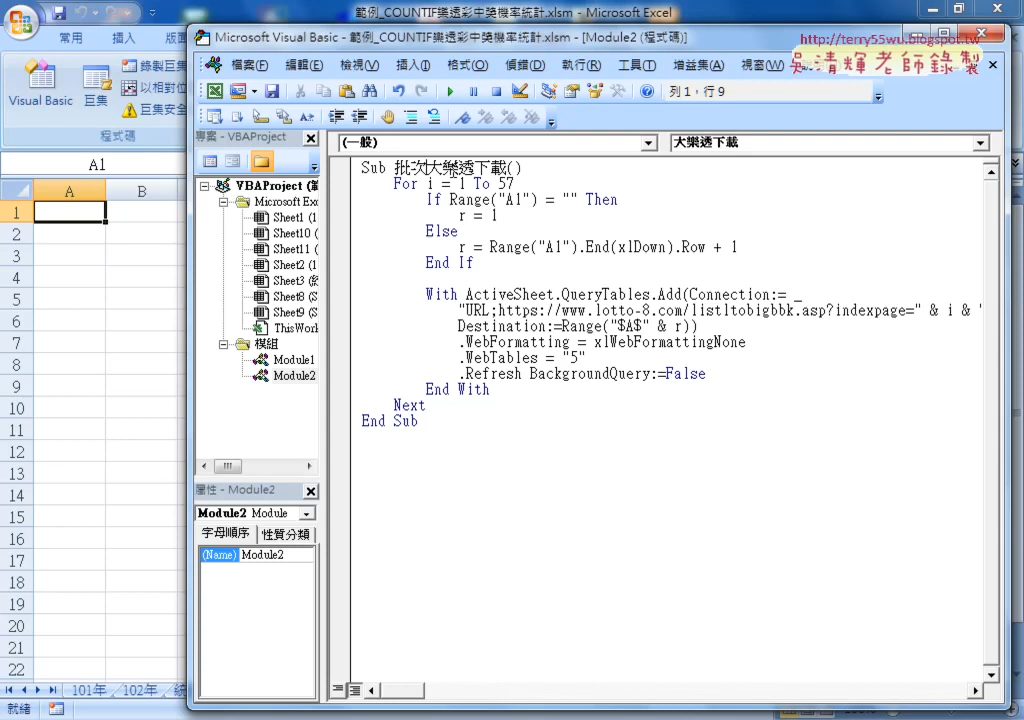 範例_COUNTIF樂透彩中獎機率統計.xlsm - Microsoft Excel
常用
插入
版面
Visual Basic
巨集
錄製巨集
以相對位
巨集安全
程式碼
A1
A
B
1
2
3
4
5
6
7
8
9
10
11
12
13
14
15
16
17
18
19
20
21
22
101年
102年
就緒
Microsoft Visual Basic - 範例_COUNTIF樂透彩中獎機率統計.xlsm - [Module2 (程式碼)]
http://terry55wu.blogspot.tw
吳清輝老師錄製
檔案(F)
編輯(E)
檢視(V)
插入(I)
格式(O)
偵錯(D)
執行(R)
工具(T)
增益集(A)
視窗(W)
列 1，行 9
專案 - VBAProject
VBAProject (範
Microsoft Exc
Sheet1 (1
Sheet10 (
Sheet11 (
Sheet2 (1
Sheet3 (統
Sheet8 (S
Sheet9 (S
ThisWork
模組
Module1
Module2
屬性 - Module2
Module2 Module
字母順序
性質分類
(Name) Module2
(一般)
大樂透下載
Sub 批次大樂透下載()
For i = 1 To 57
If Range("A1") = "" Then
r = 1
Else
r = Range("A1").End(xlDown).Row + 1
End If
With ActiveSheet.QueryTables.Add(Connection:= _
"URL;https://www.lotto-8.com/listltobigbbk.asp?indexpage=" & i & "
Destination:=Range("$A$" & r))
.WebFormatting = xlWebFormattingNone
.WebTables = "5"
.Refresh BackgroundQuery:=False
End With
Next
End Sub